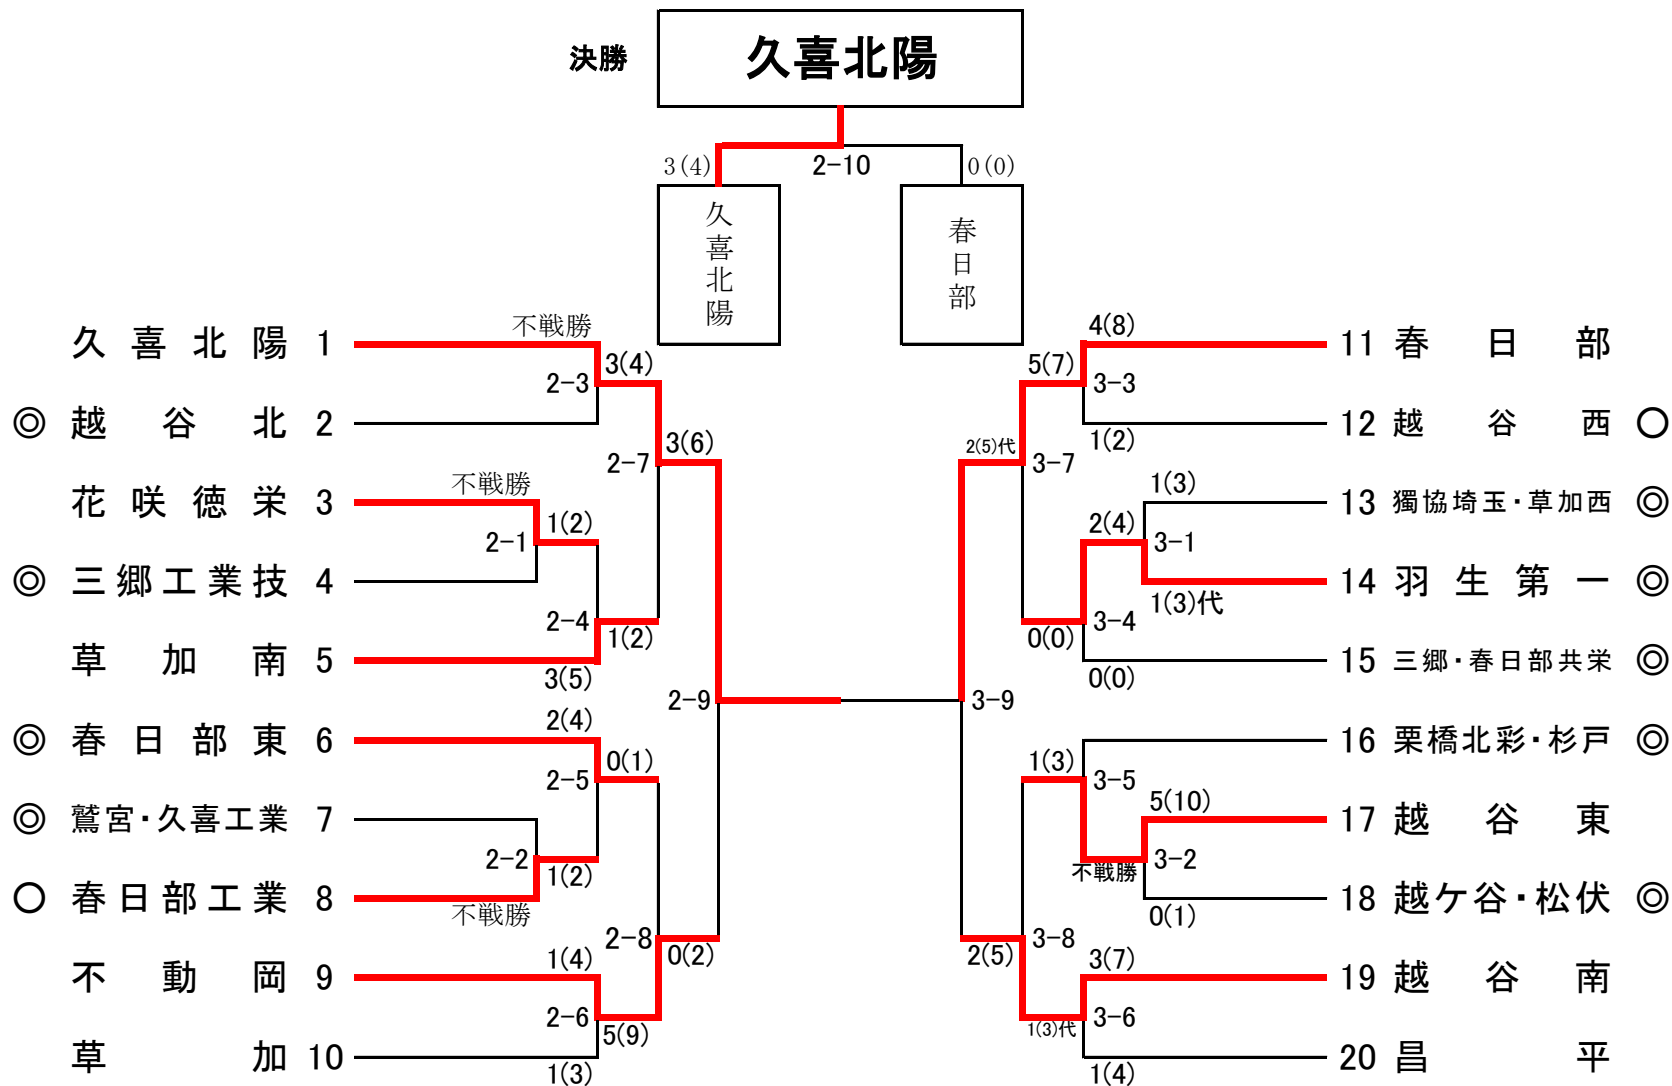 決勝
久喜北陽
3(4)
2-10
0(0)
久喜北陽
春日部
久喜北陽 1
不戦勝
2-3
3(4)
◎ 越谷北 2
2-7
3(6)
花咲徳栄 3
不戦勝
2-1
1(2)
◎ 三郷工業技 4
2-4
1(2)
草加南 5
3(5)
2-9
◎ 春日部東 6
2(4)
2-5
0(1)
◎ 鷲宮・久喜工業 7
2-2
1(2)
○ 春日部工業 8
不戦勝
2-8
0(2)
不動岡 9
1(4)
2-6
5(9)
草加 10
1(3)
4(8)
11 春日部
5(7)
3-3
12 越谷西 ○
1(2)
2(5)代
3-7
1(3)
13 獨協埼玉・草加西 ◎
2(4)
3-1
14 羽生第一 ◎
1(3)代
0(0)
3-4
15 三郷・春日部共栄 ◎
0(0)
3-9
16 栗橋北彩・杉戸 ◎
1(3)
3-5
5(10)
17 越谷東
不戦勝
3-2
18 越ケ谷・松伏 ◎
0(1)
2(5)
3-8
3(7)
19 越谷南
1(3)代
3-6
20 昌平
1(4)